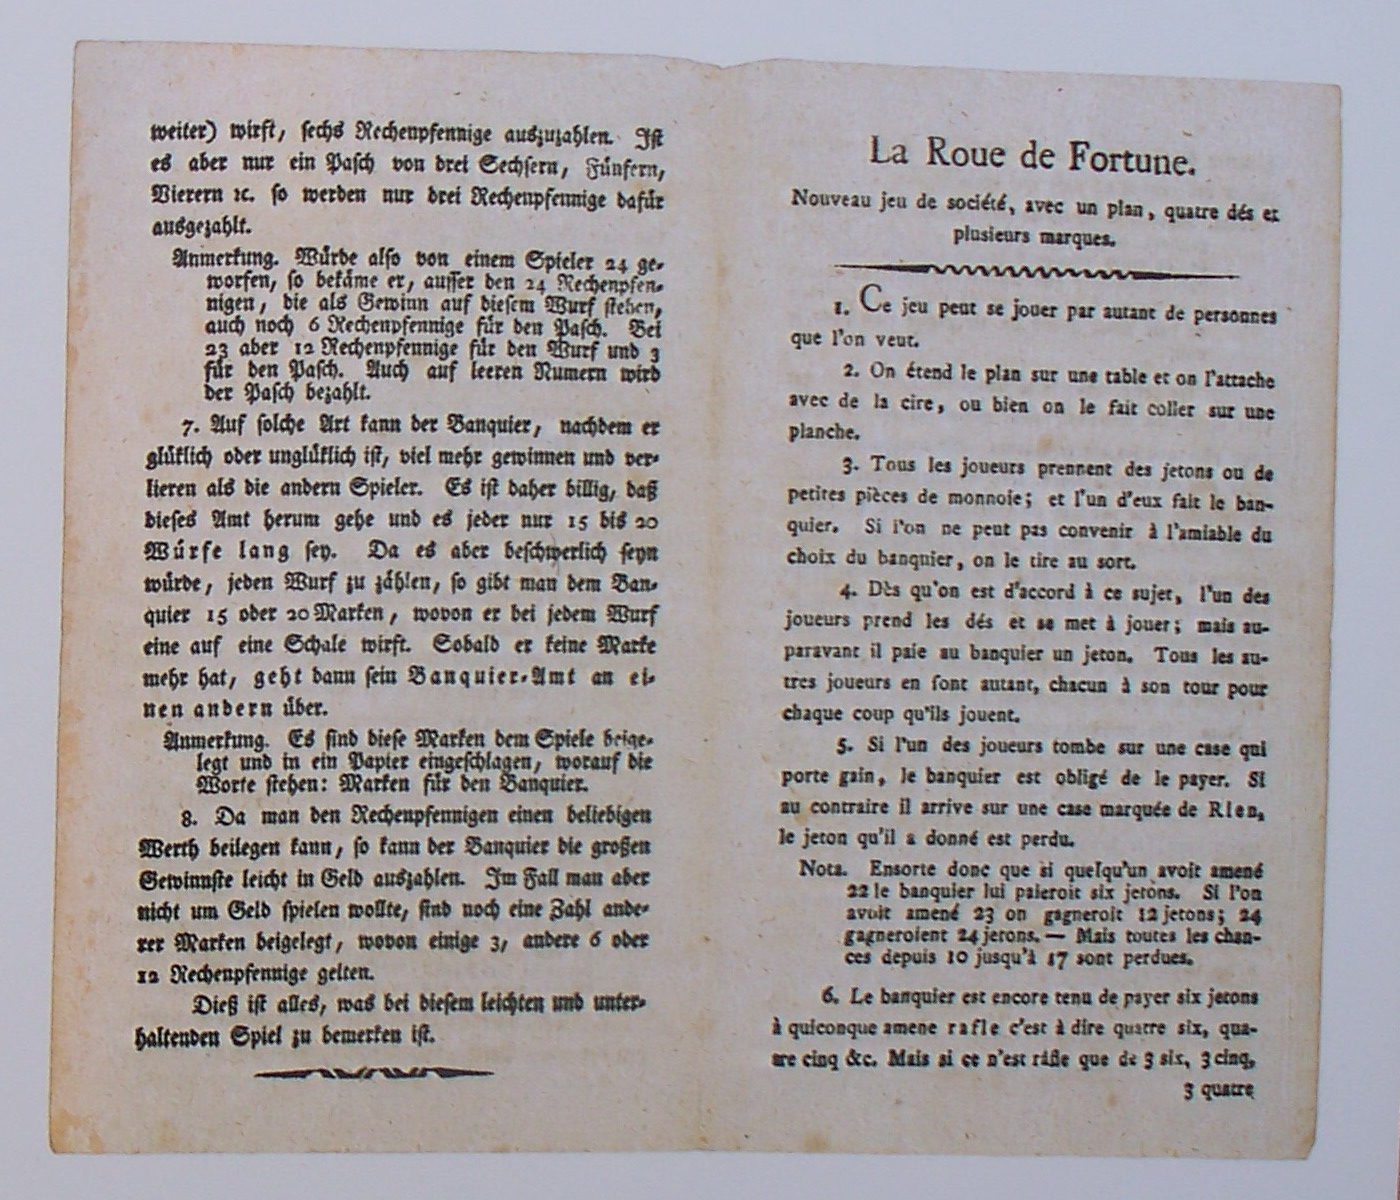 weiter) wirft, sechs Rechenpfennige auszuzahlen. Ist
es aber nur ein Pasch von drei Sechsern, Fünfern,
Vierern ꝛc. so werden nur drei Rechenpfennige dafür
ausgezahlt.
Anmerkung. Würde also von einem Spieler 24 ge-
worfen, so bekäme er, ausser den 24 Rechenpfen-
nigen, die als Gewinn auf diesem Wurf stehen,
auch noch 6 Rechenpfennige für den Pasch. Bei
23 aber 12 Rechenpfennige für den Wurf und 3
für den Pasch. Auch auf leeren Numern wird
der Pasch bezahlt.
7. Auf solche Art kann der Banquier, nachdem er
glüklich oder unglüklich ist, viel mehr gewinnen und ver-
lieren als die andern Spieler. Es ist daher billig, daß
dieses Amt herum gehe und es jeder nur 15 bis 20
Würfe lang sey. Da es aber beschwerlich seyn
würde, jeden Wurf zu zählen, so gibt man dem Ban-
quier 15 oder 20 Marken, wovon er bei jedem Wurf
eine auf eine Schale wirft. Sobald er keine Marke
mehr hat, geht dann sein Banquier-Amt an ei-
nen andern über.
Anmerkung. Es sind diese Marken dem Spiele beige-
legt und in ein Papier eingeschlagen, worauf die
Worte stehen: Marken für den Banquier.
8. Da man den Rechenpfennigen einen beliebigen
Werth beilegen kann, so kann der Banquier die großen
Gewinnste leicht in Geld auszahlen. Im Fall man aber
nicht um Geld spielen wollte, sind noch eine Zahl ande-
rer Marken beigelegt, wovon einige 3, andere 6 oder
12 Rechenpfennige gelten.
Dieß ist alles, was bei diesem leichten und unter-
haltenden Spiel zu bemerken ist.
La Roue de Fortune.
Nouveau jeu de société, avec un plan, quatre dés et
plusieurs marques.
1. Ce jeu peut se jouer par autant de personnes
que l'on veut.
2. On étend le plan sur une table et on l'attache
avec de la cire, ou bien on le fait coller sur une
planche.
3. Tous les joueurs prennent des jetons ou de
petites pièces de monnoie; et l'un d'eux fait le ban-
quier. Si l'on ne peut pas convenir à l'amiable du
choix du banquier, on le tire au sort.
4. Dès qu'on est d'accord à ce sujet, l'un des
joueurs prend les dés et se met à jouer; mais au-
paravant il paie au banquier un jeton. Tous les au-
tres joueurs en font autant, chacun à son tour pour
chaque coup qu'ils jouent.
5. Si l'un des joueurs tombe sur une case qui
porte gain, le banquier est obligé de le payer. Si
au contraire il arrive sur une case marquée de Rien,
le jeton qu'il a donné est perdu.
Nota. Ensorte donc que si quelqu'un avoit amené
22 le banquier lui paieroit six jetons. Si l'on
avoit amené 23 on gagneroit 12 jetons; 24
gagneroient 24 jetons. — Mais toutes les chan-
ces depuis 10 jusqu'à 17 sont perdues.
6. Le banquier est encore tenu de payer six jetons
à quiconque amene rafle c'est à dire quatre six, qua-
tre cinq &c. Mais si ce n'est râfle que de 3 six, 3 cinq,
3 quatre